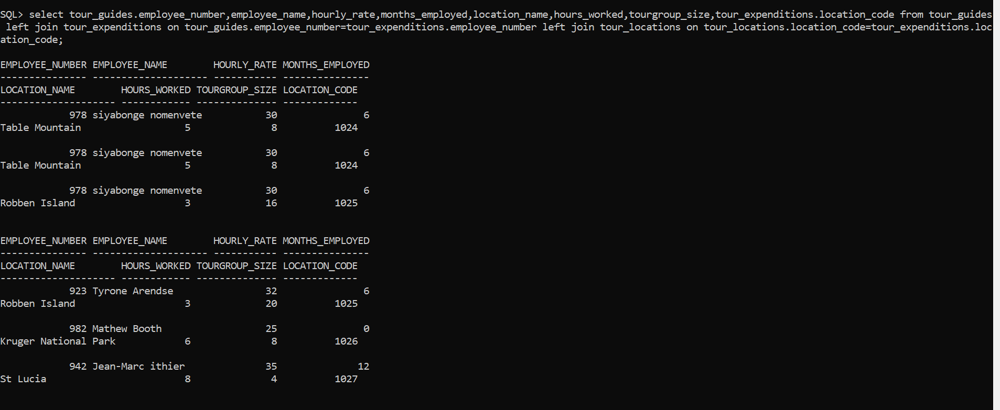 SQL> select tour_guides.employee_number,employee_name,hourly_rate,months_employed,location_name,hours_worked,tourgroup_size,tour_expenditions.location_code from tour_guides
 left join tour_expenditions on tour_guides.employee_number=tour_expenditions.employee_number left join tour_locations on tour_locations.location_code=tour_expenditions.loc
ation_code;

EMPLOYEE_NUMBER EMPLOYEE_NAME        HOURLY_RATE MONTHS_EMPLOYED
--------------- -------------------- ----------- ---------------
LOCATION_NAME        HOURS_WORKED TOURGROUP_SIZE LOCATION_CODE
-------------------- ------------ -------------- -------------
            978 siyabonge nomenvete           30               6
Table Mountain                  5              8          1024

            978 siyabonge nomenvete           30               6
Table Mountain                  5              8          1024

            978 siyabonge nomenvete           30               6
Robben Island                   3             16          1025


EMPLOYEE_NUMBER EMPLOYEE_NAME        HOURLY_RATE MONTHS_EMPLOYED
--------------- -------------------- ----------- ---------------
LOCATION_NAME        HOURS_WORKED TOURGROUP_SIZE LOCATION_CODE
-------------------- ------------ -------------- -------------
            923 Tyrone Arendse                32               6
Robben Island                   3             20          1025

            982 Mathew Booth                  25               0
Kruger National Park            6              8          1026

            942 Jean-Marc ithier              35              12
St Lucia                        8              4          1027